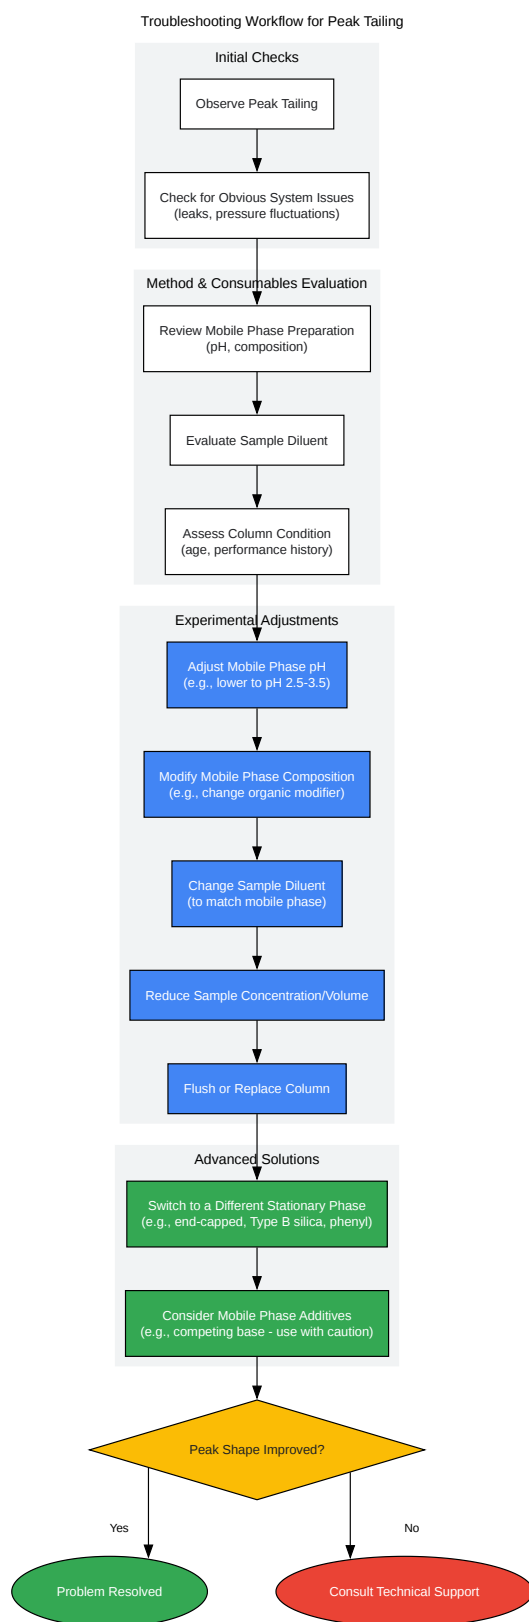 Troubleshooting Workflow for Peak Tailing
Initial Checks
Observe Peak Tailing
Check for Obvious System Issues
(leaks, pressure fluctuations)
Method & Consumables Evaluation
Review Mobile Phase Preparation
(pH, composition)
Evaluate Sample Diluent
Assess Column Condition
(age, performance history)
Experimental Adjustments
Adjust Mobile Phase pH
(e.g., lower to pH 2.5-3.5)
Modify Mobile Phase Composition
(e.g., change organic modifier)
Change Sample Diluent
(to match mobile phase)
Reduce Sample Concentration/Volume
Flush or Replace Column
Advanced Solutions
Switch to a Different Stationary Phase
(e.g., end-capped, Type B silica, phenyl)
Consider Mobile Phase Additives
(e.g., competing base - use with caution)
Peak Shape Improved?
Yes
No
Problem Resolved
Consult Technical Support